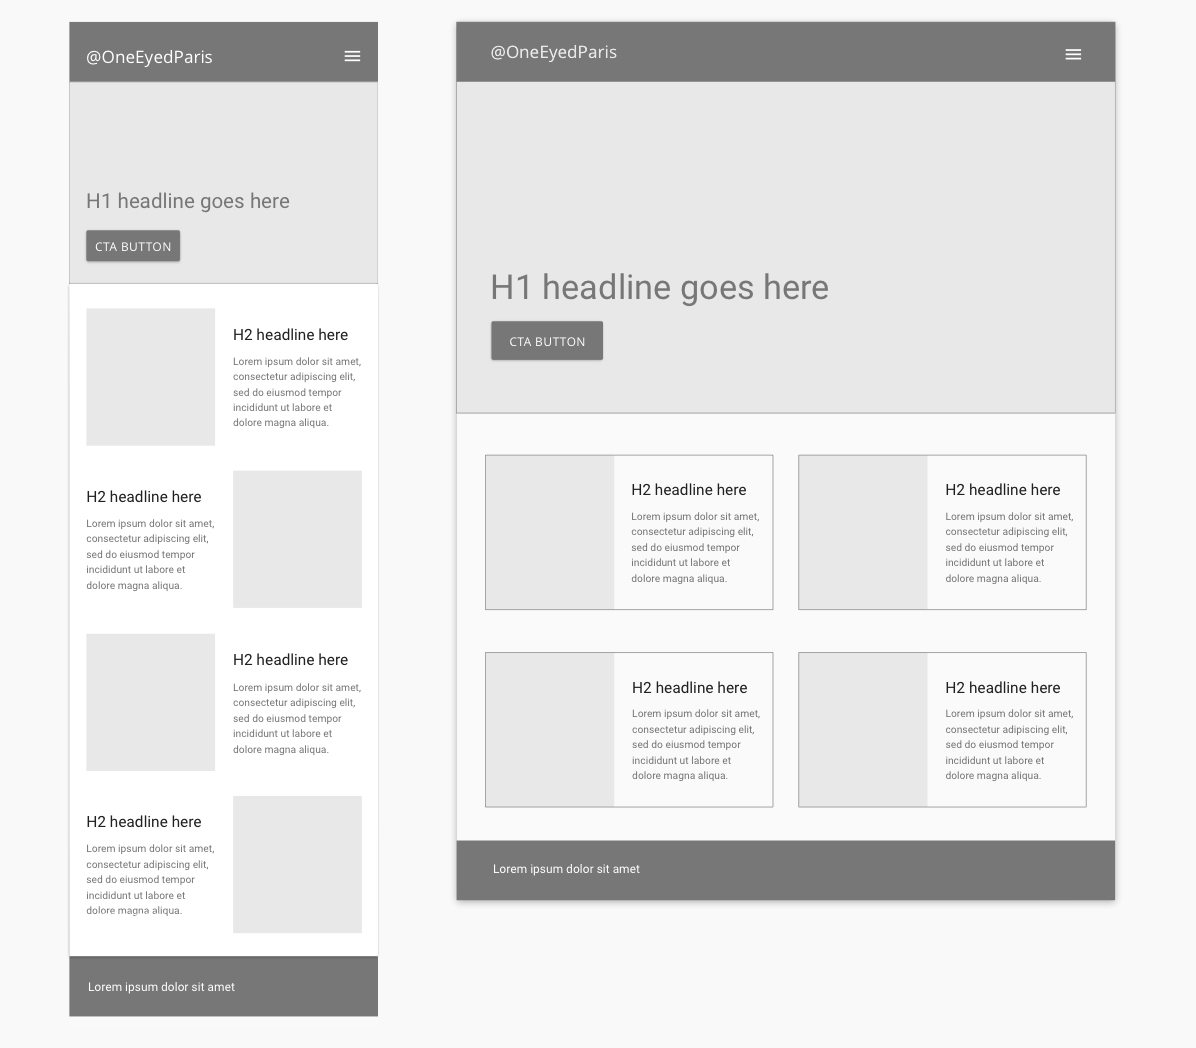 @OneEyedParis
H1 headline goes here
CTA BUTTON
H2 headline here
Lorem ipsum dolor sit amet,
consectetur adipiscing elit,
sed do eiusmod tempor
incididunt ut labore et
dolore magna aliqua.
H2 headline here
Lorem ipsum dolor sit amet,
consectetur adipiscing elit,
sed do eiusmod tempor
incididunt ut labore et
dolore magna aliqua.
H2 headline here
Lorem ipsum dolor sit amet,
consectetur adipiscing elit,
sed do eiusmod tempor
incididunt ut labore et
dolore magna aliqua.
H2 headline here
Lorem ipsum dolor sit amet,
consectetur adipiscing elit,
sed do eiusmod tempor
incididunt ut labore et
dolore magna aliqua.
Lorem ipsum dolor sit amet
@OneEyedParis
H1 headline goes here
CTA BUTTON
H2 headline here
Lorem ipsum dolor sit amet,
consectetur adipiscing elit,
sed do eiusmod tempor
incididunt ut labore et
dolore magna aliqua.
H2 headline here
Lorem ipsum dolor sit amet,
consectetur adipiscing elit,
sed do eiusmod tempor
incididunt ut labore et
dolore magna aliqua.
H2 headline here
Lorem ipsum dolor sit amet,
consectetur adipiscing elit,
sed do eiusmod tempor
incididunt ut labore et
dolore magna aliqua.
H2 headline here
Lorem ipsum dolor sit amet,
consectetur adipiscing elit,
sed do eiusmod tempor
incididunt ut labore et
dolore magna aliqua.
Lorem ipsum dolor sit amet